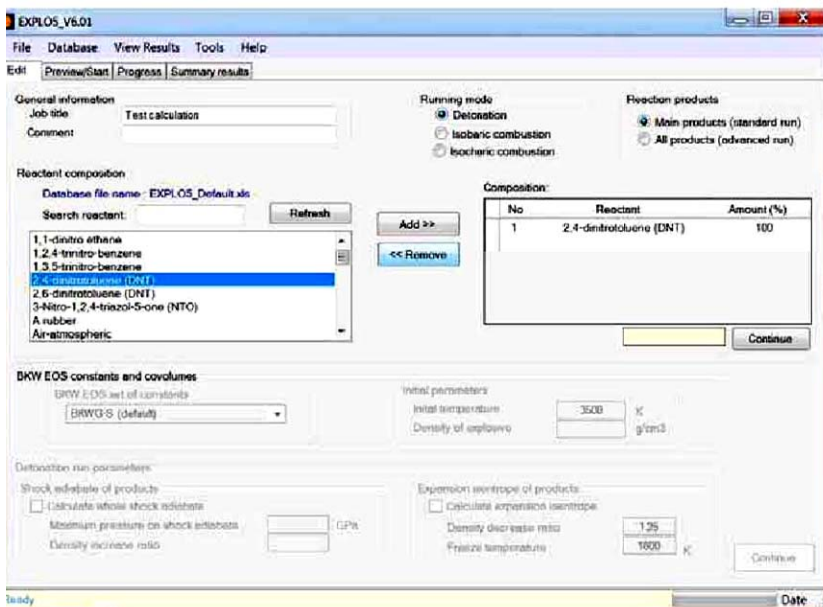 EXPLO5_V6.01
File Database View Results Tools Help
Edit Preview/Start Progress Summary results
General information
Job title Test calculation
Comment
Running mode
Detonation
Isobaric combustion
Isochoric combustion
Reaction products
Main products (standard run)
All products (advanced run)
Reactant composition
Database file name : EXPLO5_Default.xls
Search reactant: Refresh
1,1-dinitro ethane
1,2,4-trinitro-benzene
1,3,5-trinitro-benzene
2,4-dinitrotoluene (DNT)
2,6-dinitrotoluene (DNT)
3-Nitro-1,2,4-triazol-5-one (NTO)
A rubber
Air-atmospheric
Add >>
<< Remove
Composition:
No Reactant Amount (%)
1 2,4-dinitrotoluene (DNT) 100
Continue
BKW EOS constants and covolumes
BKW EOS set of constants
BKWG-S (default)
Initial parameters
Initial temperature 3500 K
Density of explosive g/cm3
Detonation run parameters
Shock adiabate of products
Calculate whole shock adiabate
Maximum pressure on shock adiabate GPa
Density increase ratio
Expansion isentrope of products
Calculate expansion isentrope
Density decrease ratio 1.25
Freeze temperature 1800 K
Continue
Ready Date